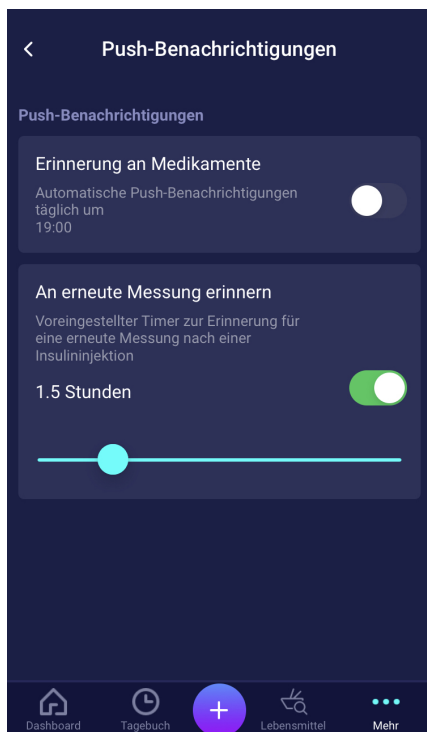 Push-Benachrichtigungen
Push-Benachrichtigungen
Erinnerung an Medikamente
Automatische Push-Benachrichtigungen
täglich um
19:00
An erneute Messung erinnern
Voreingestellter Timer zur Erinnerung für
eine erneute Messung nach einer
Insulininjektion
1.5 Stunden
Dashboard
Tagebuch
Lebensmittel
Mehr